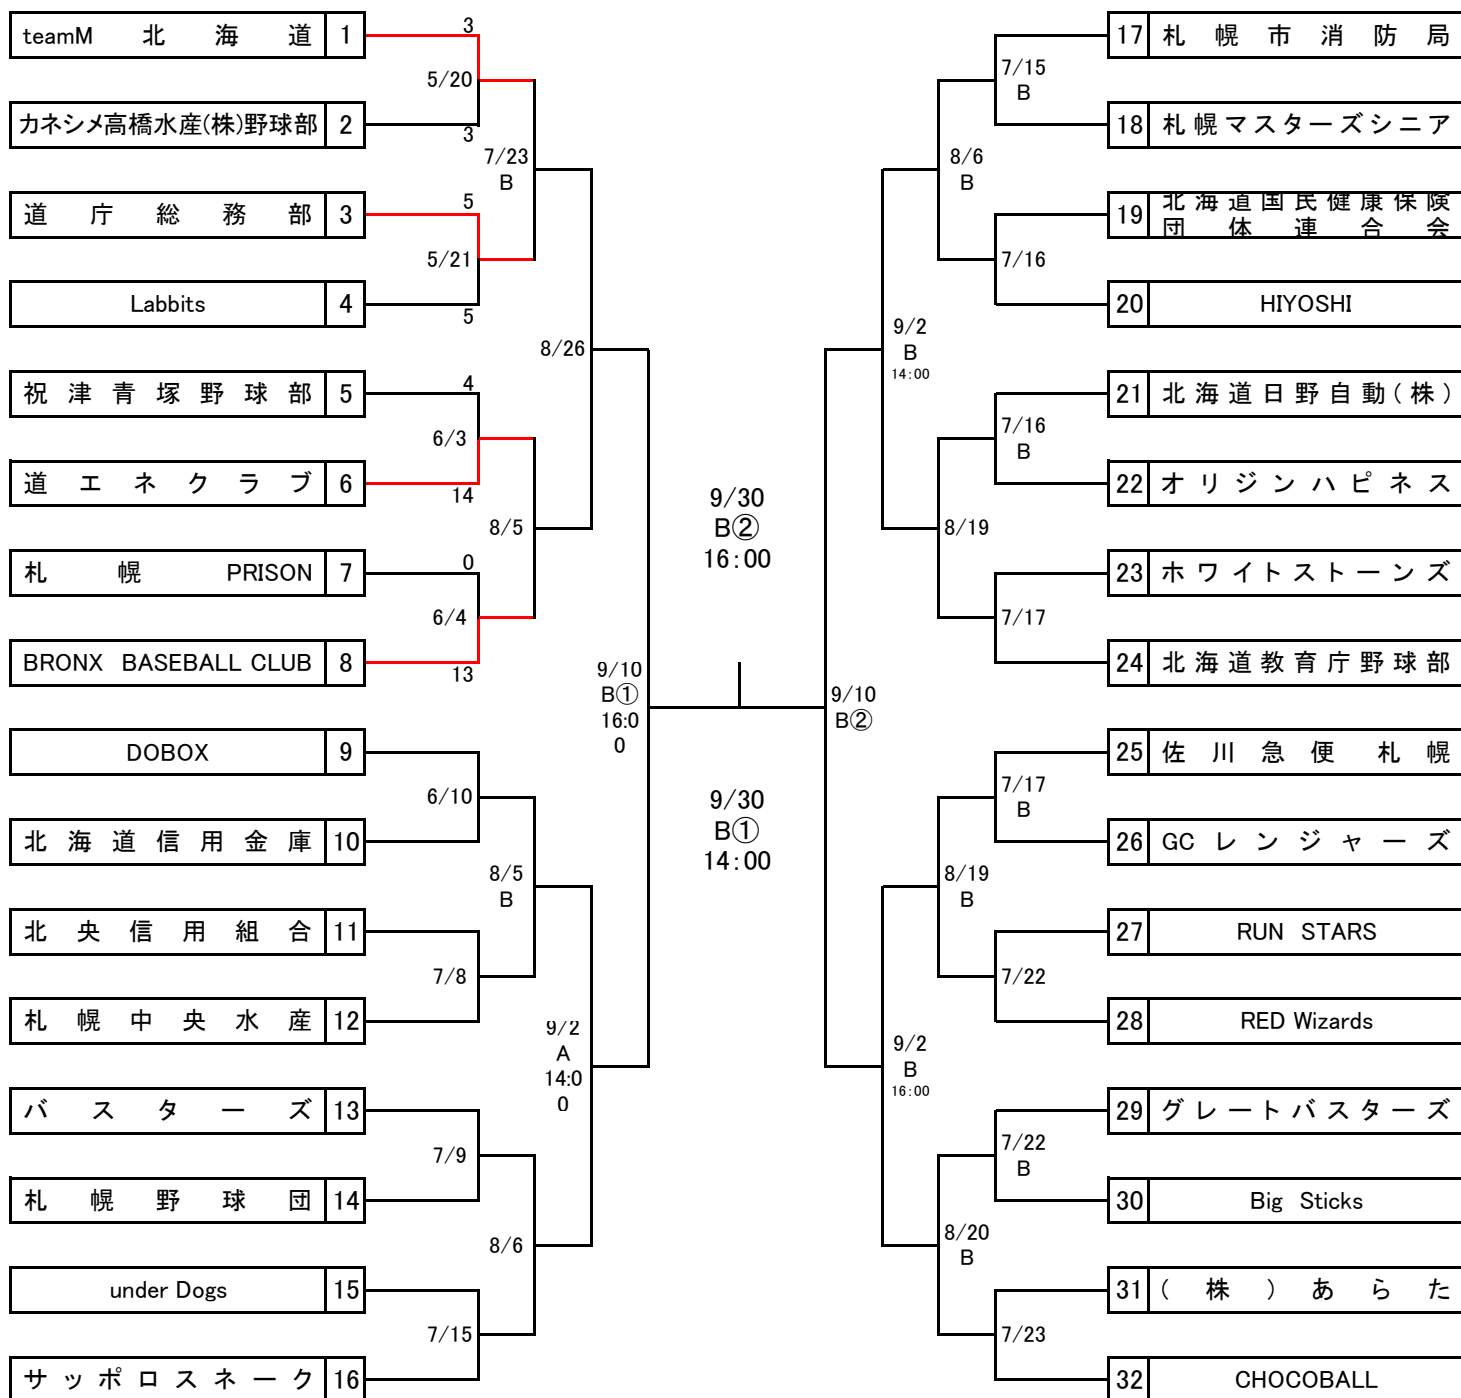 teamM 北海道 1
3
5/20
カネシメ高橋水産(株)野球部 2
3
7/23
B
道庁総務部 3
5
5/21
Labbits 4
5
8/26
祝津青塚野球部 5
4
6/3
道エネクラブ 6
14
8/5
札幌 PRISON 7
0
6/4
BRONX BASEBALL CLUB 8
13
9/10
B①
16:0
0
DOBOX 9
6/10
北海道信用金庫 10
8/5
B
北央信用組合 11
7/8
札幌中央水産 12
9/2
A
14:0
0
バスターズ 13
7/9
札幌野球団 14
8/6
under Dogs 15
7/15
サッポロスネーク 16
9/30
B②
16:00
9/30
B①
14:00
17 札幌市消防局
7/15
B
18 札幌マスターズシニア
8/6
B
19 北海道国民健康保険
団体連合会
7/16
20 HIYOSHI
9/2
B
14:00
21 北海道日野自動(株)
7/16
B
22 オリジンハピネス
8/19
23 ホワイトストーンズ
7/17
24 北海道教育庁野球部
9/10
B②
25 佐川急便 札幌
7/17
B
26 GCレンジャーズ
8/19
B
27 RUN STARS
7/22
28 RED Wizards
9/2
B
16:00
29 グレートバスターズ
7/22
B
30 Big Sticks
8/20
B
31 (株)あらた
7/23
32 CHOCOBALL